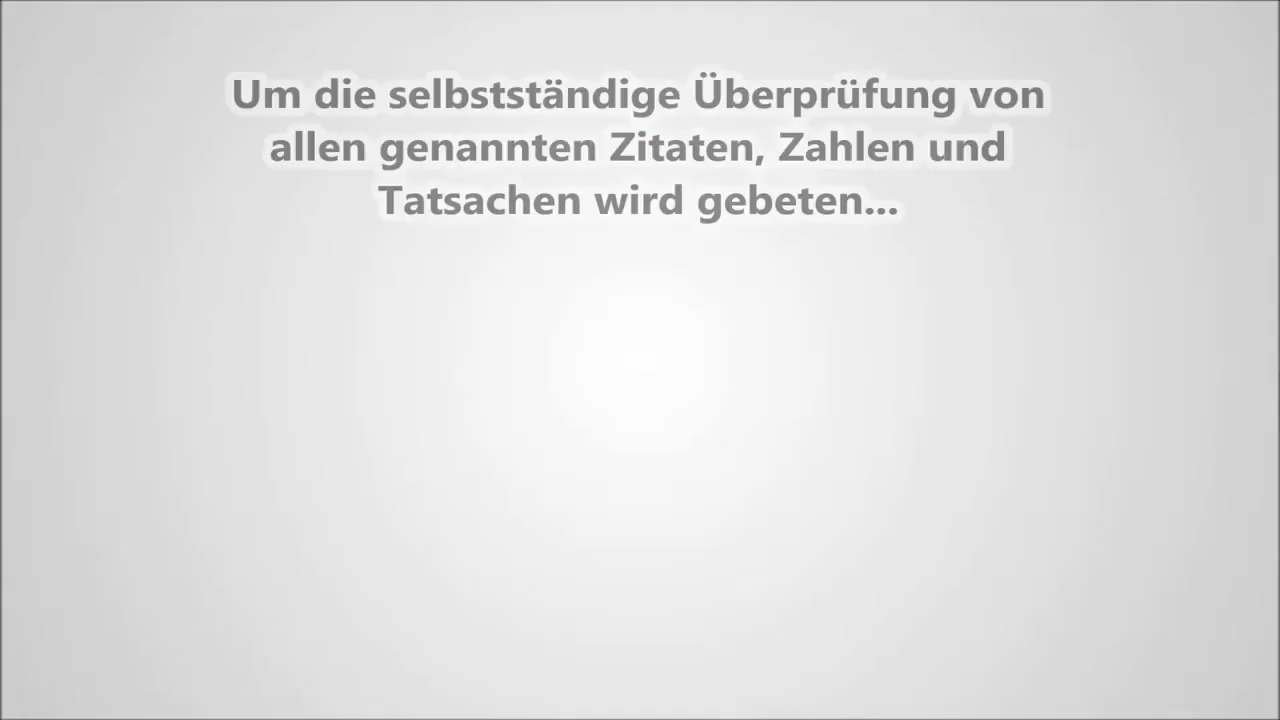 Um die selbstständige Überprüfung von
allen genannten Zitaten, Zahlen und
Tatsachen wird gebeten...